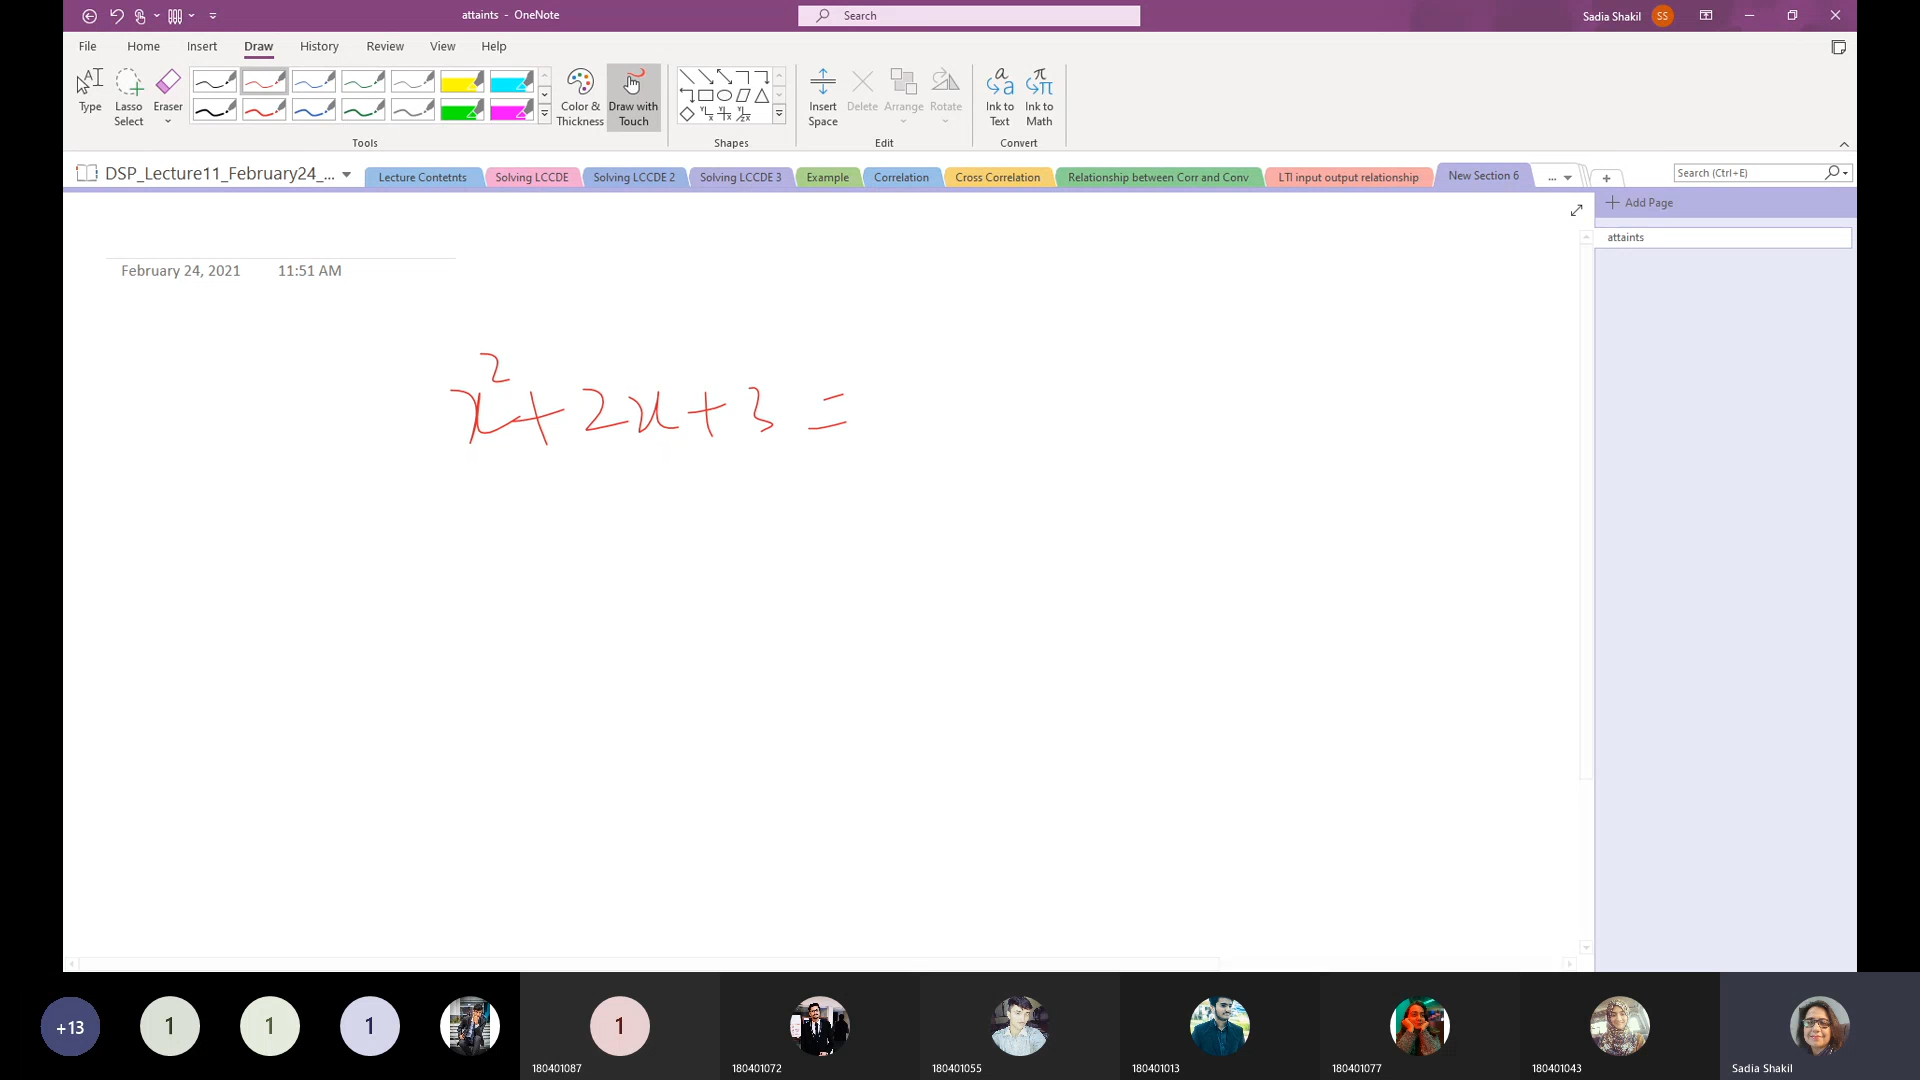 attaints - OneNote
Search
Sadia Shakil
SS
File Home Insert Draw History Review View Help
Type
Lasso Select
Eraser
Color & Thickness
Draw with Touch
Insert Space
Delete
Arrange
Rotate
Ink to Text
Ink to Math
Tools
Shapes
Edit
Convert
DSP_Lecture11_February24_...
Lecture Contetnts
Solving LCCDE
Solving LCCDE 2
Solving LCCDE 3
Example
Correlation
Cross Correlation
Relationship between Corr and Conv
LTI input output relationship
New Section 6
...
Search (Ctrl+E)
Add Page
attaints
February 24, 2021 11:51 AM
x² + 2x + 3 =
+13
1
1
1
1
180401087
180401072
180401055
180401013
180401077
180401043
Sadia Shakil